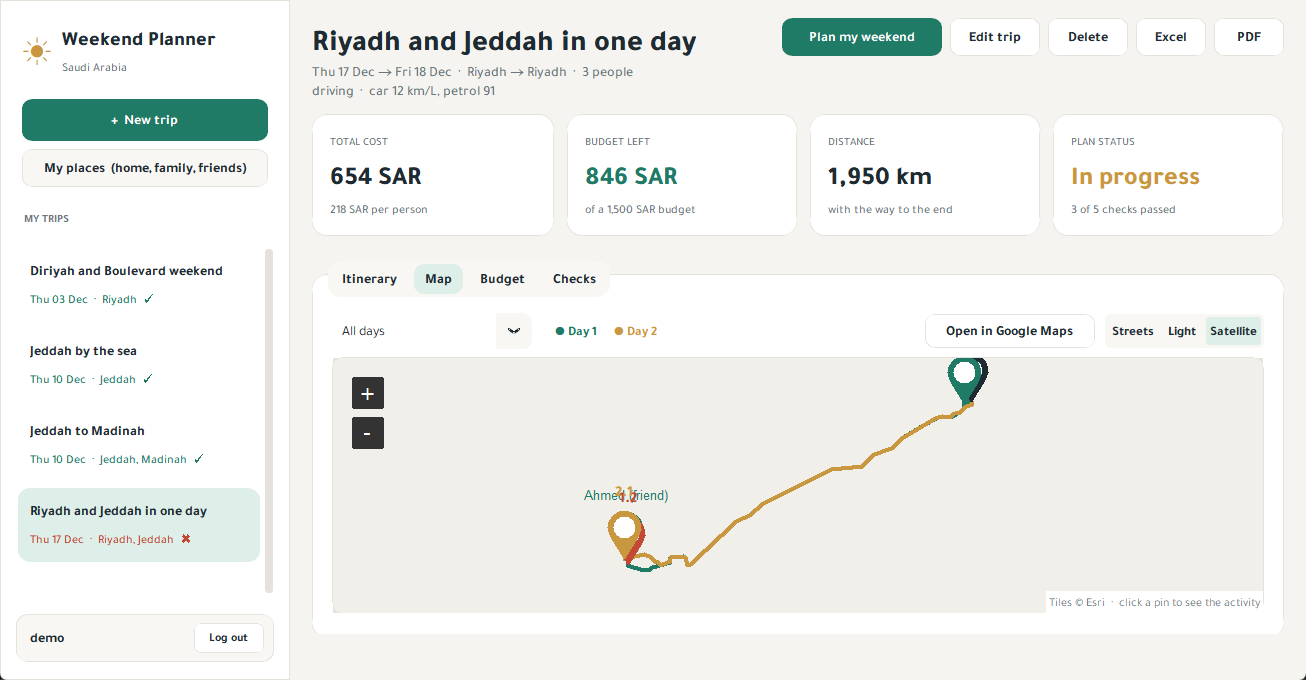 Weekend Planner
Saudi Arabia
+ New trip
My places (home, family, friends)
MY TRIPS
Diriyah and Boulevard weekend
Thu 03 Dec · Riyadh ✓
Jeddah by the sea
Thu 10 Dec · Jeddah ✓
Jeddah to Madinah
Thu 10 Dec · Jeddah, Madinah ✓
Riyadh and Jeddah in one day
Thu 17 Dec · Riyadh, Jeddah ✖
demo
Log out
Riyadh and Jeddah in one day
Thu 17 Dec → Fri 18 Dec · Riyadh → Riyadh · 3 people
driving · car 12 km/L, petrol 91
Plan my weekend
Edit trip
Delete
Excel
PDF
TOTAL COST
654 SAR
218 SAR per person
BUDGET LEFT
846 SAR
of a 1,500 SAR budget
DISTANCE
1,950 km
with the way to the end
PLAN STATUS
In progress
3 of 5 checks passed
Itinerary
Map
Budget
Checks
All days
Day 1
Day 2
Open in Google Maps
Streets
Light
Satellite
+
-
Ahmed (friend)
Tiles © Esri · click a pin to see the activity